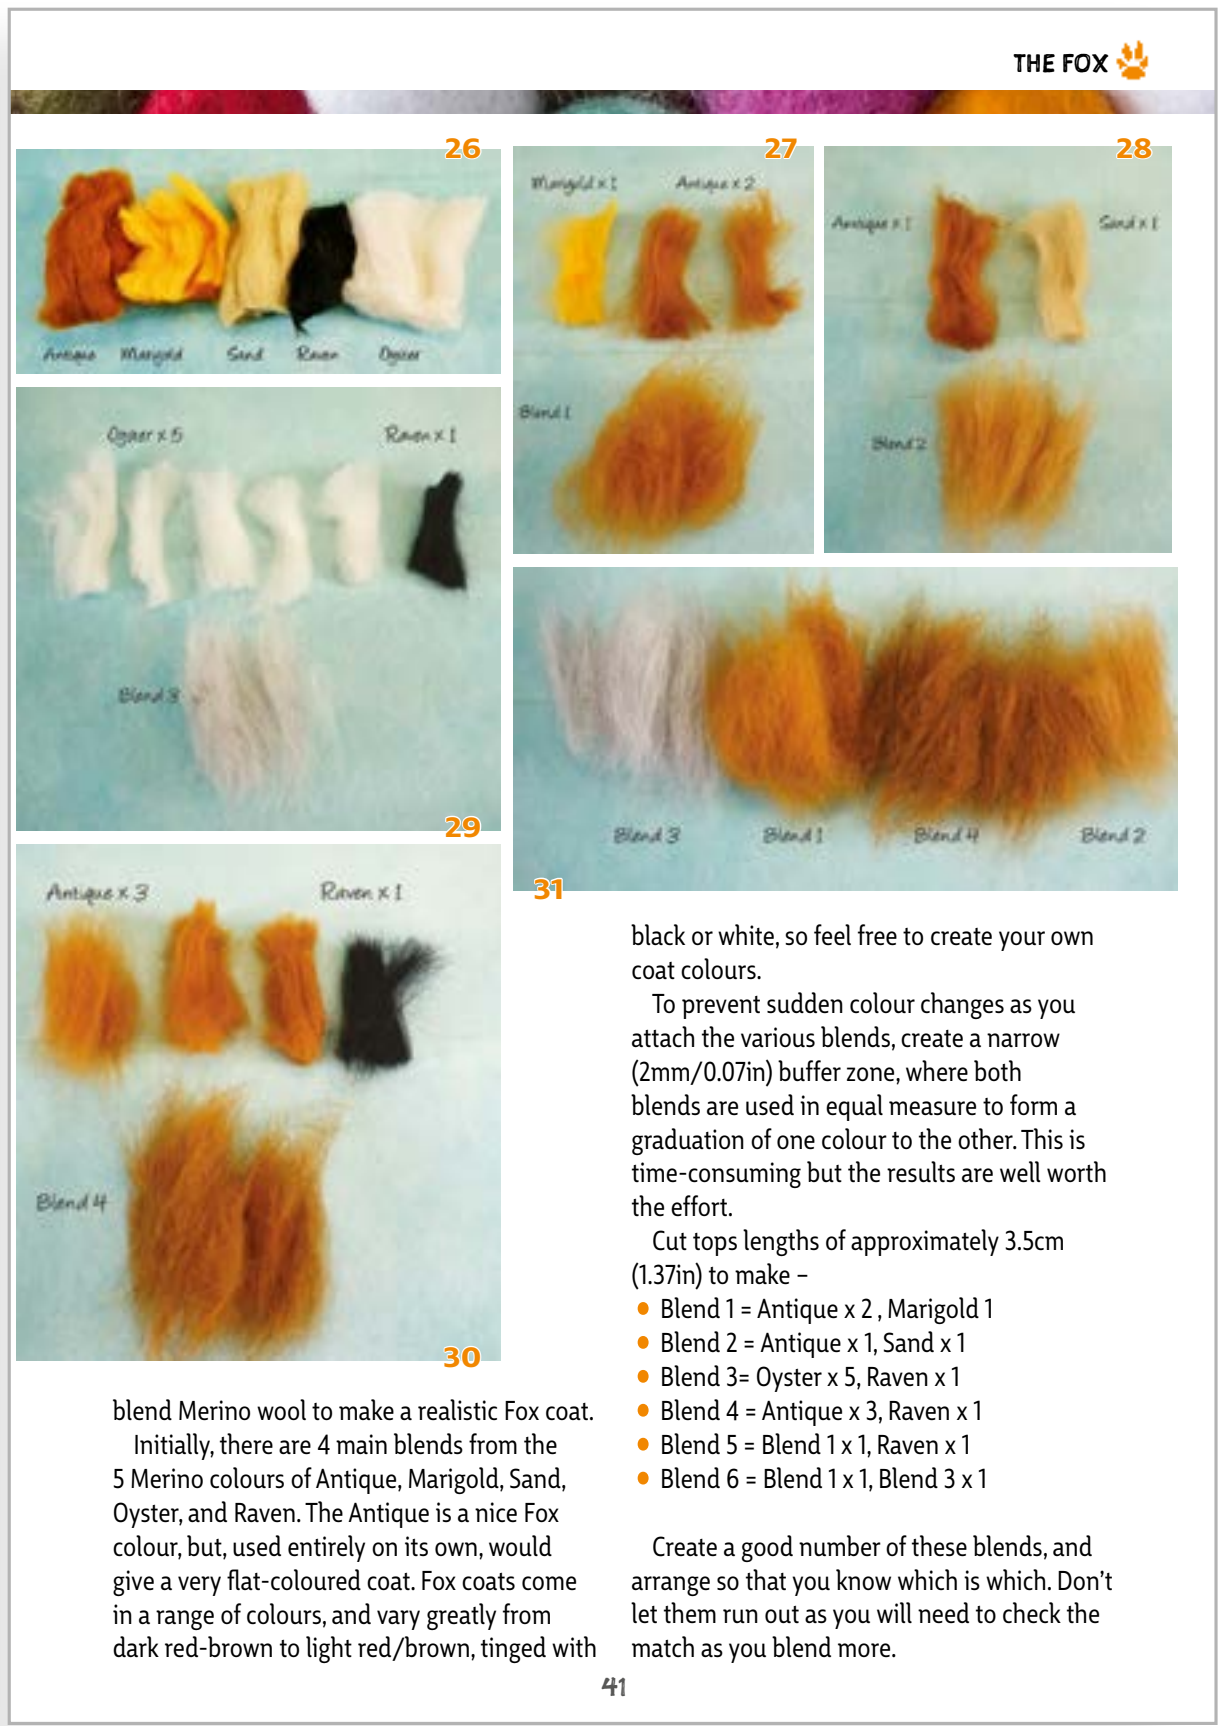 THE FOX
26
Antique Marigold Sand Raven Oyster
27
Marigold x 1 Antique x 2
Blend 1
28
Antique x 1 Sand x 1
Blend 2
Oyster x 5 Raven x 1
Blend 3
29
Blend 3 Blend 1 Blend 4 Blend 2
31
Antique x 3 Raven x 1
Blend 4
30
blend Merino wool to make a realistic Fox coat.
Initially, there are 4 main blends from the
5 Merino colours of Antique, Marigold, Sand,
Oyster, and Raven. The Antique is a nice Fox
colour, but, used entirely on its own, would
give a very flat-coloured coat. Fox coats come
in a range of colours, and vary greatly from
dark red-brown to light red/brown, tinged with
black or white, so feel free to create your own
coat colours.
To prevent sudden colour changes as you
attach the various blends, create a narrow
(2mm/0.07in) buffer zone, where both
blends are used in equal measure to form a
graduation of one colour to the other. This is
time-consuming but the results are well worth
the effort.
Cut tops lengths of approximately 3.5cm
(1.37in) to make –
• Blend 1 = Antique x 2 , Marigold 1
• Blend 2 = Antique x 1, Sand x 1
• Blend 3= Oyster x 5, Raven x 1
• Blend 4 = Antique x 3, Raven x 1
• Blend 5 = Blend 1 x 1, Raven x 1
• Blend 6 = Blend 1 x 1, Blend 3 x 1
Create a good number of these blends, and
arrange so that you know which is which. Don't
let them run out as you will need to check the
match as you blend more.
41